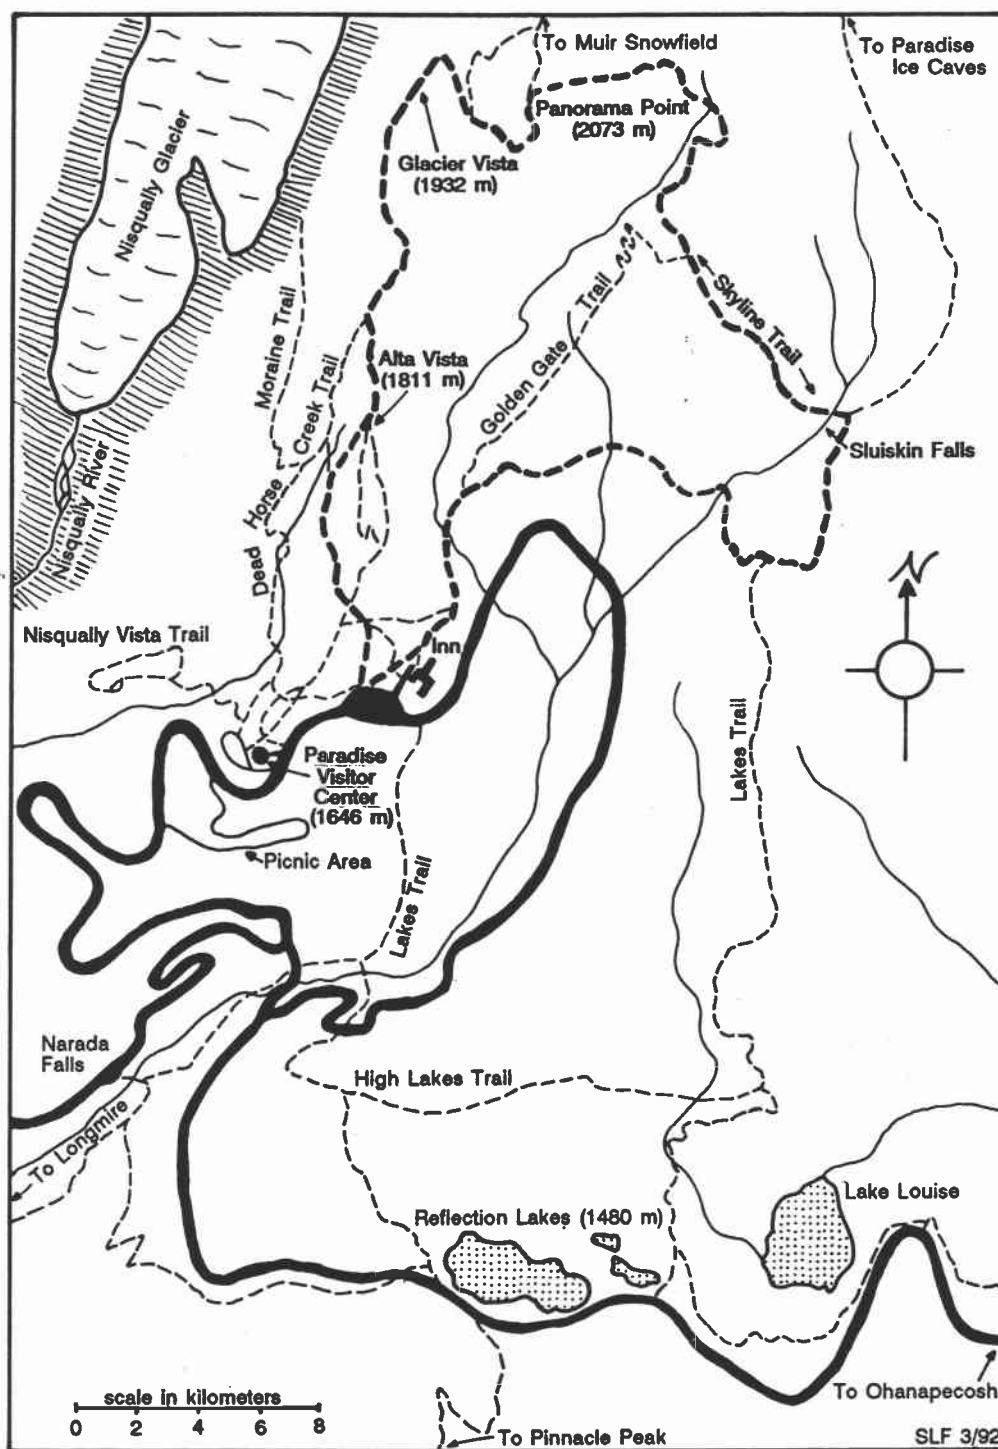 To Muir Snowfield
To Paradise
Ice Caves
Panorama Point
(2073 m)
Glacier Vista
(1932 m)
Nisqually Glacier
Moraine Trail
Skyline Trail
Golden Gate Trail
Alta Vista
(1811 m)
Dead Horse Creek Trail
Sluiskin Falls
Nisqually River
N
Nisqually Vista Trail
Inn
Lakes Trail
Paradise
Visitor
Center
(1646 m)
Picnic Area
Lakes Trail
Narada
Falls
High Lakes Trail
To Longmire
Lake Louise
Reflection Lakes (1480 m)
To Ohanapecosh
scale in kilometers
0 2 4 6 8
To Pinnacle Peak
SLF 3/92